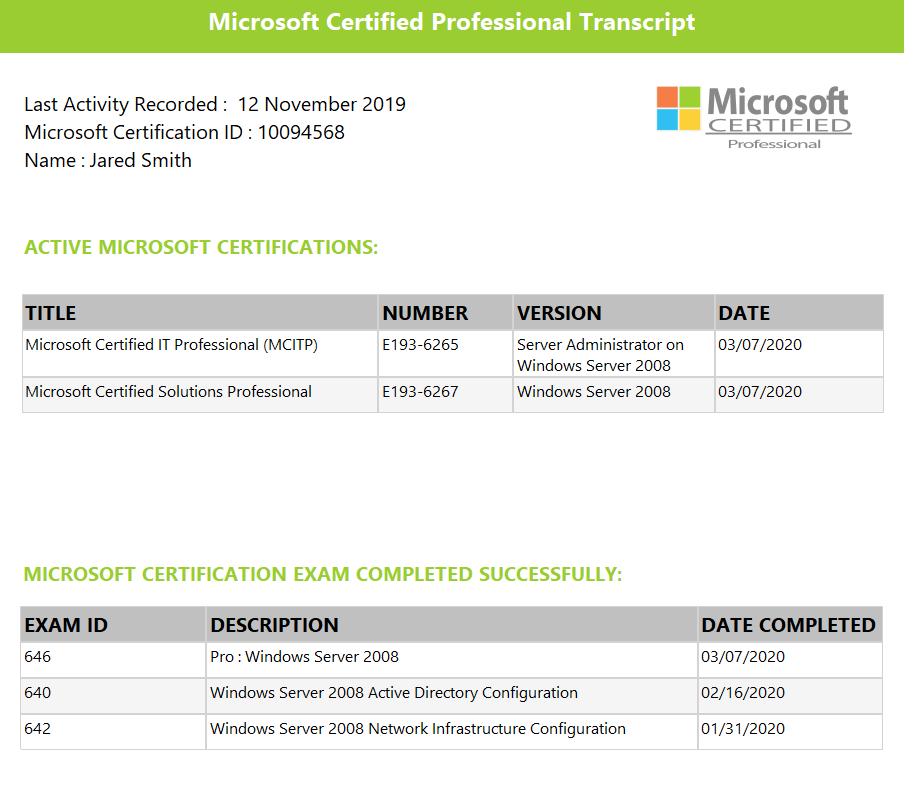 Microsoft Certified Professional Transcript
Last Activity Recorded :  12 November 2019
Microsoft Certification ID : 10094568
Name : Jared Smith
Microsoft
CERTIFIED
Professional
ACTIVE MICROSOFT CERTIFICATIONS:
TITLE NUMBER VERSION DATE
Microsoft Certified IT Professional (MCITP) E193-6265 Server Administrator on 03/07/2020
Windows Server 2008
Microsoft Certified Solutions Professional E193-6267 Windows Server 2008 03/07/2020
MICROSOFT CERTIFICATION EXAM COMPLETED SUCCESSFULLY:
EXAM ID DESCRIPTION DATE COMPLETED
646 Pro : Windows Server 2008 03/07/2020
640 Windows Server 2008 Active Directory Configuration 02/16/2020
642 Windows Server 2008 Network Infrastructure Configuration 01/31/2020